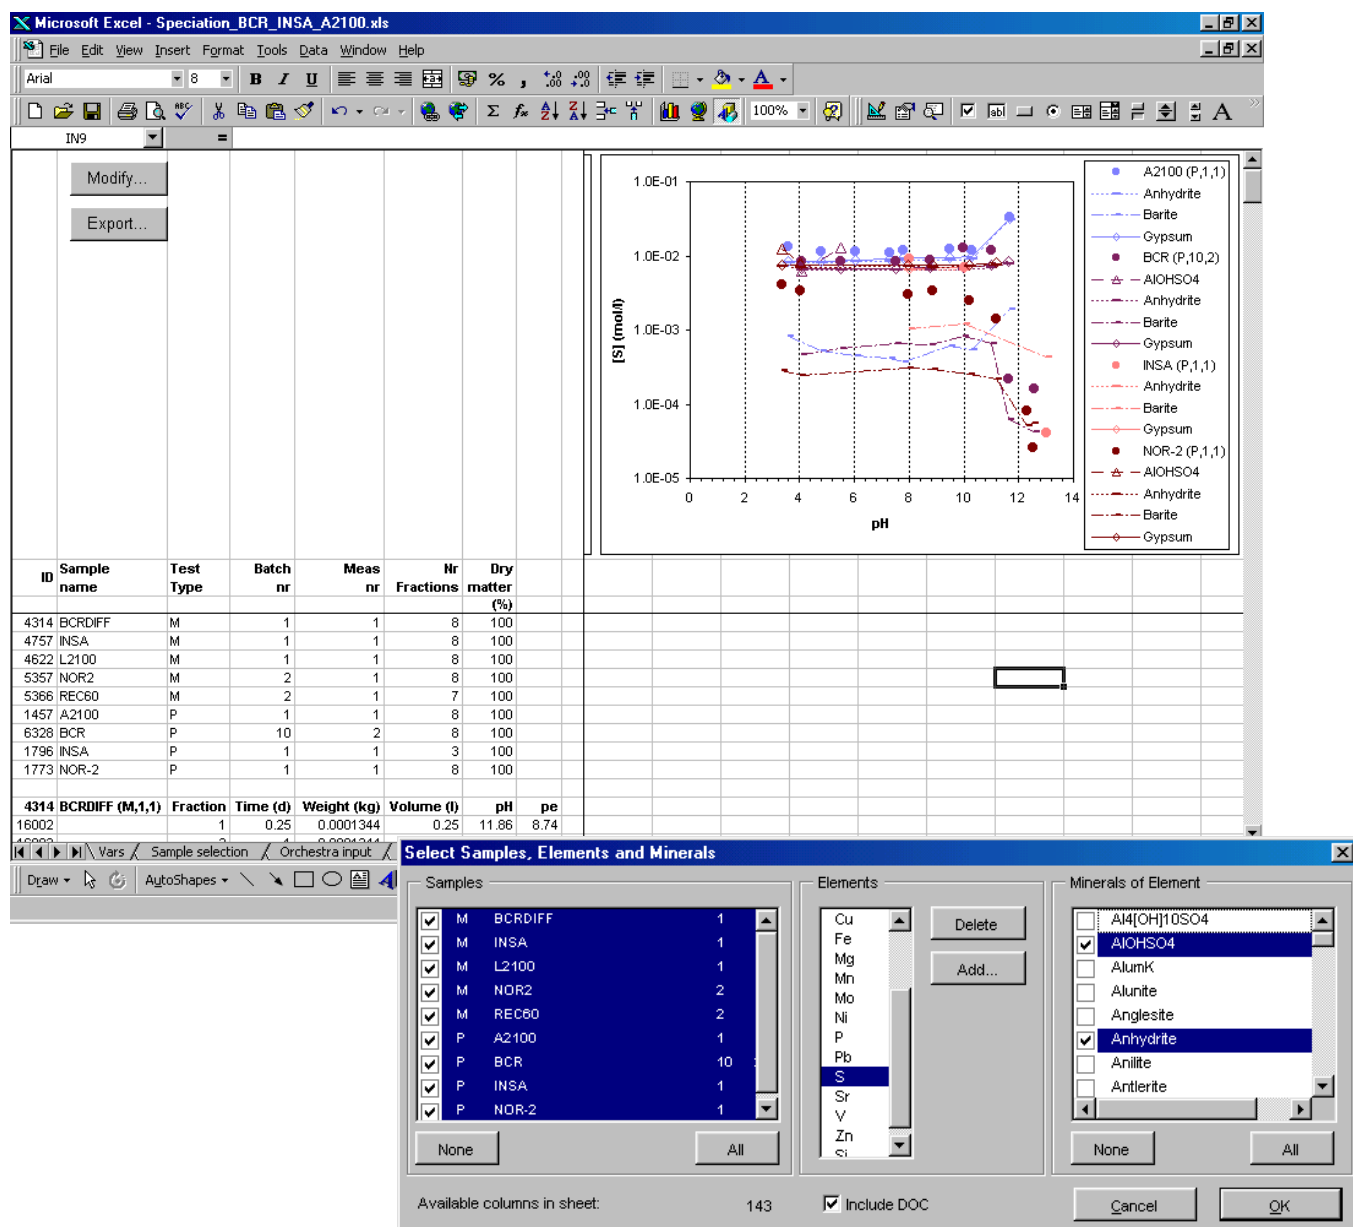 Microsoft Excel - Speciation_BCR_INSA_A2100.xls
File Edit View Insert Format Tools Data Window Help
Arial 8 B I U % ,
Σ fx 100% ab A
IN9 =
Modify...
Export...
1.0E-01
1.0E-02
1.0E-03
1.0E-04
1.0E-05
[S] (mol/l)
0 2 4 6 8 10 12 14
pH
A2100 (P,1,1)
Anhydrite
Barite
Gypsum
BCR (P,10,2)
AlOHSO4
Anhydrite
Barite
Gypsum
INSA (P,1,1)
Anhydrite
Barite
Gypsum
NOR-2 (P,1,1)
AlOHSO4
Anhydrite
Barite
Gypsum
ID Sample name Test Type Batch nr Meas nr Nr Fractions Dry matter (%)
4314 BCRDIFF M 1 1 8 100
4757 INSA M 1 1 8 100
4622 L2100 M 1 1 8 100
5357 NOR2 M 2 1 8 100
5366 REC60 M 2 1 7 100
1457 A2100 P 1 1 8 100
6328 BCR P 10 2 8 100
1796 INSA P 1 1 3 100
1773 NOR-2 P 1 1 8 100
4314 BCRDIFF (M,1,1) Fraction Time (d) Weight (kg) Volume (l) pH pe
16002 1 0.25 0.0001344 0.25 11.86 8.74
Vars Sample selection Orchestra input
Draw AutoShapes
Select Samples, Elements and Minerals
Samples
M BCRDIFF 1
M INSA 1
M L2100 1
M NOR2 2
M REC60 2
P A2100 1
P BCR 10
P INSA 1
P NOR-2 1
None All
Elements
Cu
Fe
Mg
Mn
Mo
Ni
P
Pb
S
Sr
V
Zn
Si
Delete
Add...
Minerals of Element
Al4[OH]10SO4
AlOHSO4
AlumK
Alunite
Anglesite
Anhydrite
Anilite
Antlerite
None All
Available columns in sheet: 143
Include DOC
Cancel OK